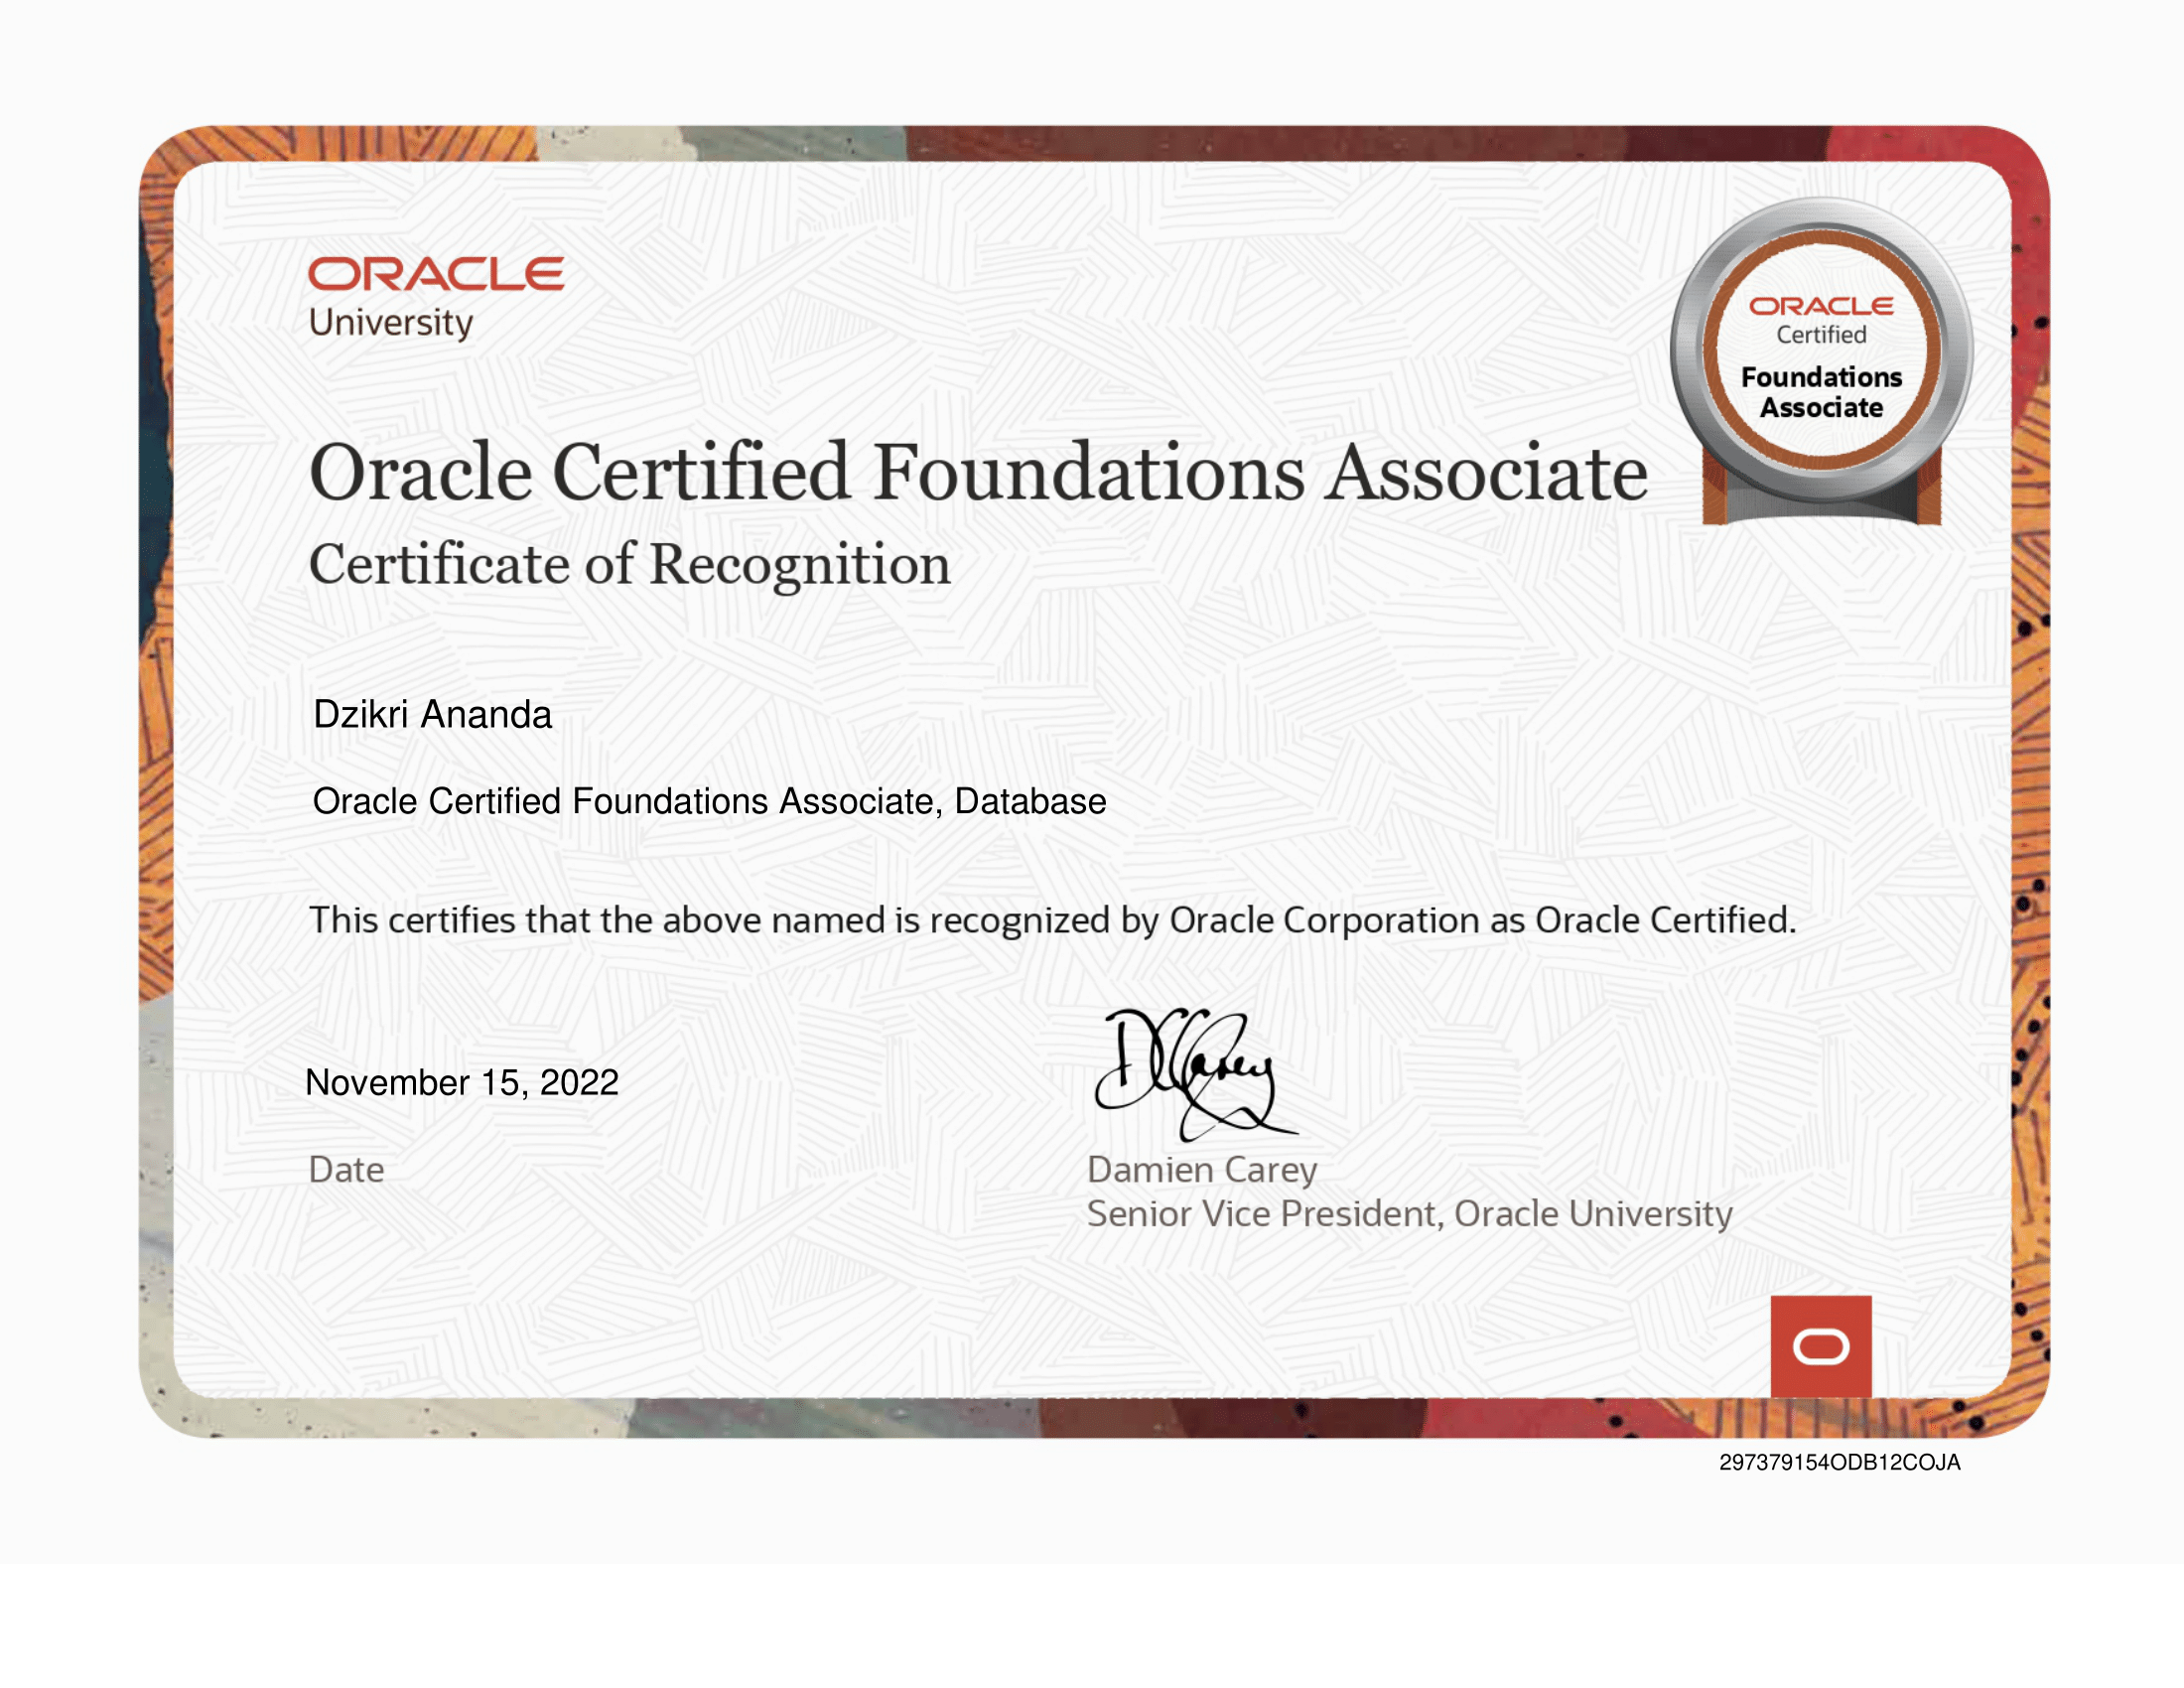 ORACLE
University
ORACLE
Certified
Foundations
Associate
Oracle Certified Foundations Associate
Certificate of Recognition
Dzikri Ananda
Oracle Certified Foundations Associate, Database
This certifies that the above named is recognized by Oracle Corporation as Oracle Certified.
November 15, 2022
Date
DCarey
Damien Carey
Senior Vice President, Oracle University
297379154ODB12COJA